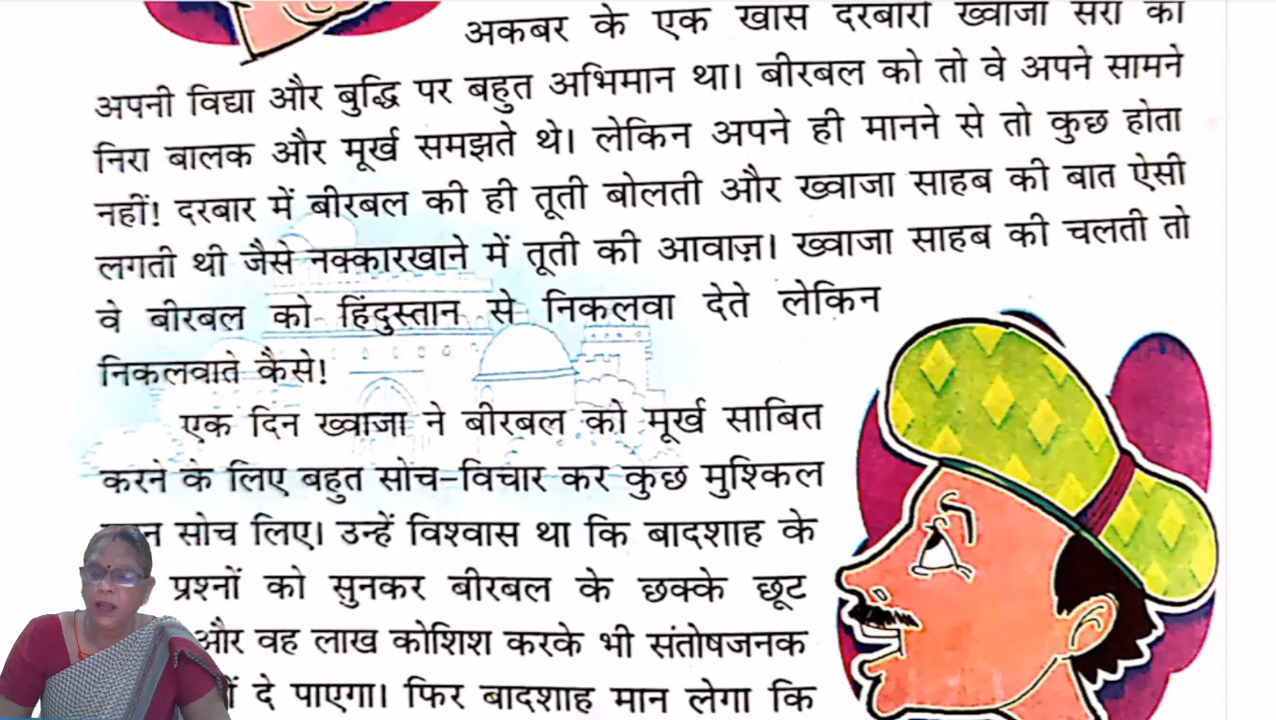 अकबर के एक खास दरबारी ख्वाजा सरा को
अपनी विद्या और बुद्धि पर बहुत अभिमान था। बीरबल को तो वे अपने सामने
निरा बालक और मूर्ख समझते थे। लेकिन अपने ही मानने से तो कुछ होता
नहीं! दरबार में बीरबल की ही तूती बोलती और ख्वाजा साहब की बात ऐसी
लगती थी जैसे नक्कारखाने में तूती की आवाज़। ख्वाजा साहब की चलती तो
वे बीरबल को हिंदुस्तान से निकलवा देते लेकिन
निकलवाते कैसे!
एक दिन ख्वाजा ने बीरबल को मूर्ख साबित
करने के लिए बहुत सोच-विचार कर कुछ मुश्किल
सोच लिए। उन्हें विश्वास था कि बादशाह के
प्रश्नों को सुनकर बीरबल के छक्के छूट
और वह लाख कोशिश करके भी संतोषजनक
दे पाएगा। फिर बादशाह मान लेगा कि